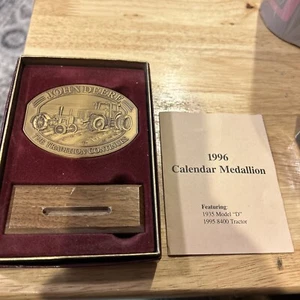 JOHN DEERE
THE TRADITION CONTINUES
1996
Calendar Medallion
Featuring:
1935 Model "D"
1995 8400 Tractor